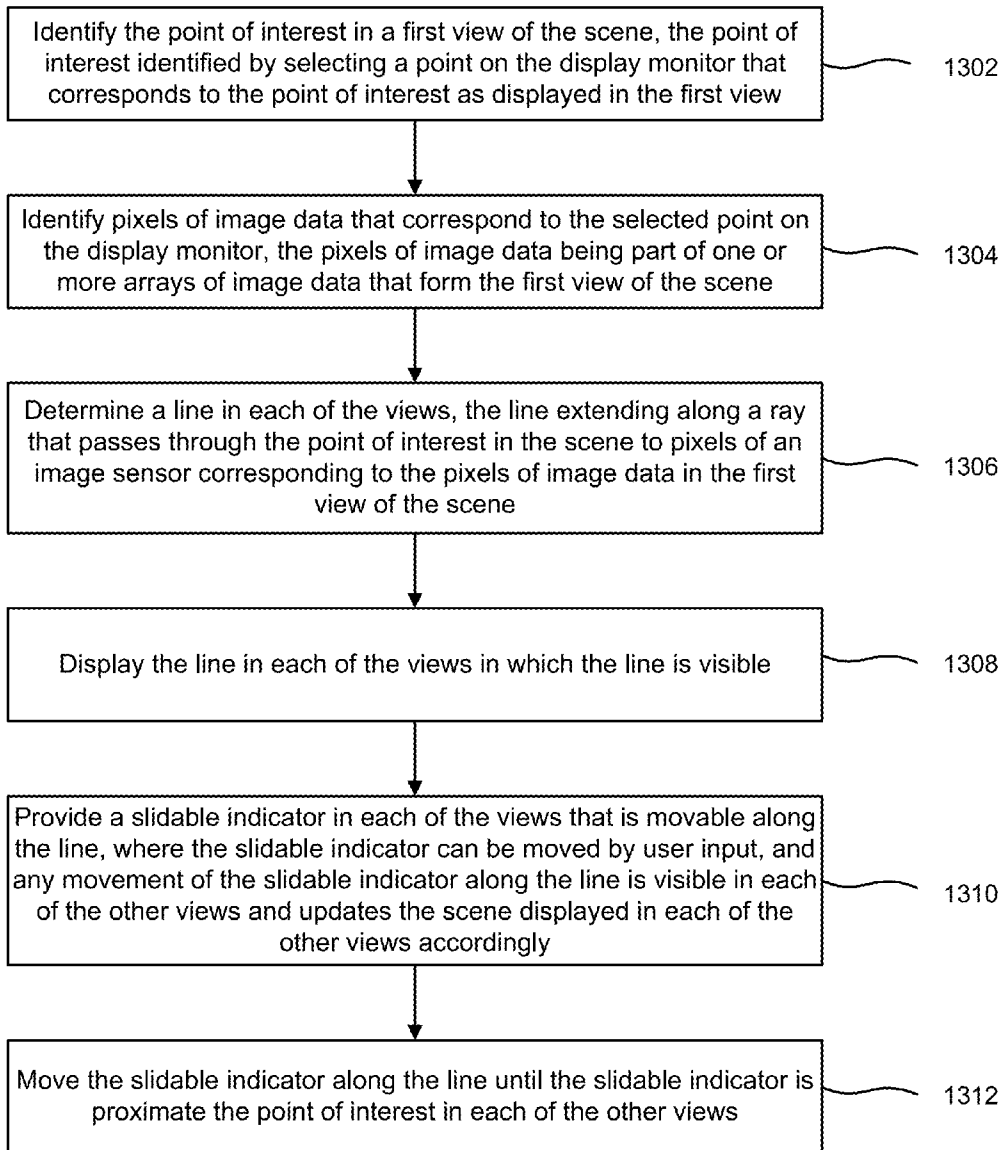 Identify the point of interest in a first view of the scene, the point of
interest identified by selecting a point on the display monitor that
corresponds to the point of interest as displayed in the first view
1302
Identify pixels of image data that correspond to the selected point on
the display monitor, the pixels of image data being part of one or
more arrays of image data that form the first view of the scene
1304
Determine a line in each of the views, the line extending along a ray
that passes through the point of interest in the scene to pixels of an
image sensor corresponding to the pixels of image data in the first
view of the scene
1306
Display the line in each of the views in which the line is visible
1308
Provide a slidable indicator in each of the views that is movable along
the line, where the slidable indicator can be moved by user input, and
any movement of the slidable indicator along the line is visible in each
of the other views and updates the scene displayed in each of the
other views accordingly
1310
Move the slidable indicator along the line until the slidable indicator is
proximate the point of interest in each of the other views
1312